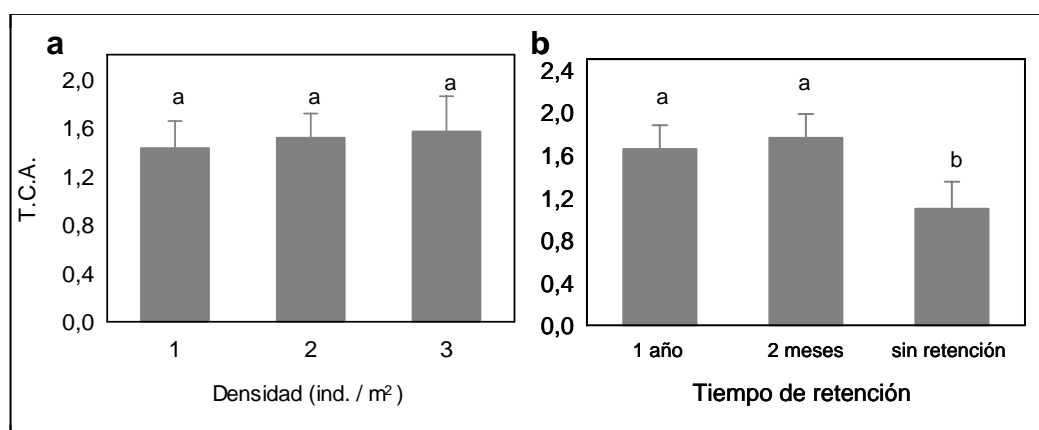 a
2,0
1,6
1,2
0,8
0,4
0,0
T.C.A.
a a a
1 2 3
Densidad (ind. / m²)
b
2,4
2,0
1,6
1,2
0,8
0,4
0,0
a a b
1 año 2 meses sin retención
Tiempo de retención